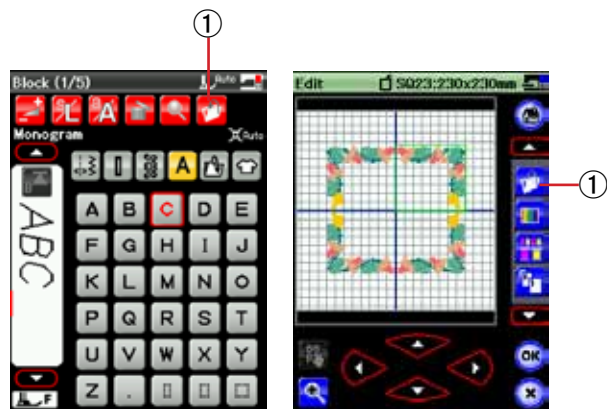 ①
Block (1/5)
Auto
Monogram
Auto
A
ABC
A B C D E
F G H I J
K L M N O
P Q R S T
U V W X Y
Z .
F
Edit
SQ23:230x230mm
①
OK
×